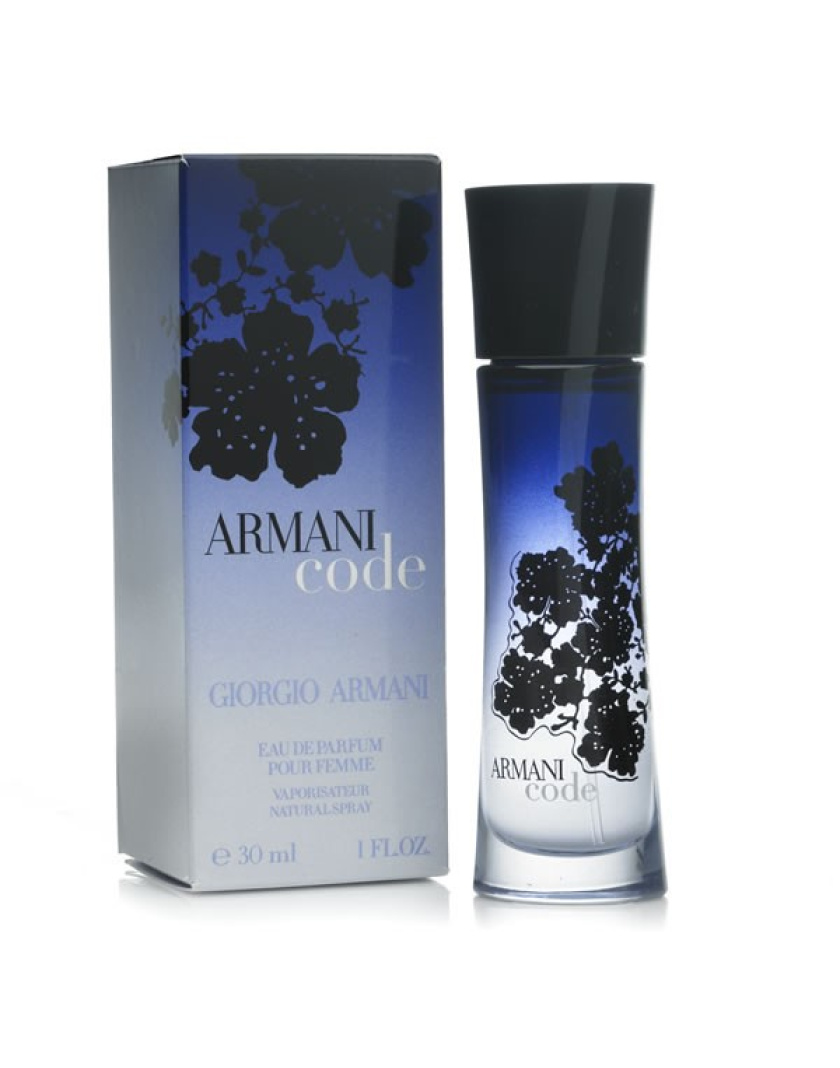 ARMANI
code
GIORGIO ARMANI
EAU DE PARFUM
POUR FEMME
VAPORISATEUR
NATURAL SPRAY
e 30 ml 1 FL.OZ.
ARMANI
code